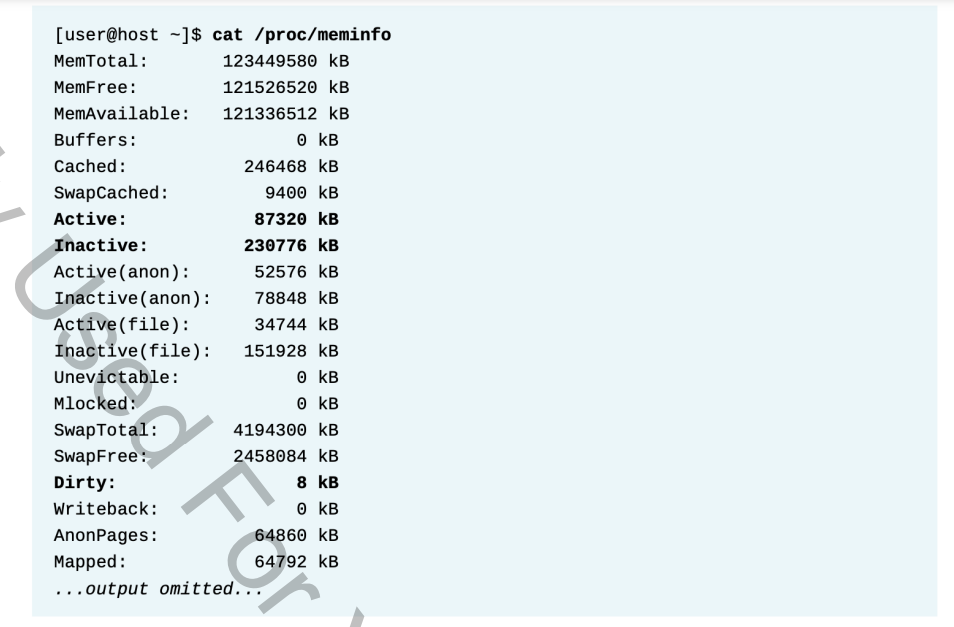 [user@host ~]$ cat /proc/meminfo
MemTotal:       123449580 kB
MemFree:        121526520 kB
MemAvailable:   121336512 kB
Buffers:               0 kB
Cached:           246468 kB
SwapCached:         9400 kB
Active:            87320 kB
Inactive:         230776 kB
Active(anon):      52576 kB
Inactive(anon):    78848 kB
Active(file):      34744 kB
Inactive(file):   151928 kB
Unevictable:           0 kB
Mlocked:               0 kB
SwapTotal:       4194300 kB
SwapFree:        2458084 kB
Dirty:                 8 kB
Writeback:             0 kB
AnonPages:         64860 kB
Mapped:            64792 kB
...output omitted...
Used For